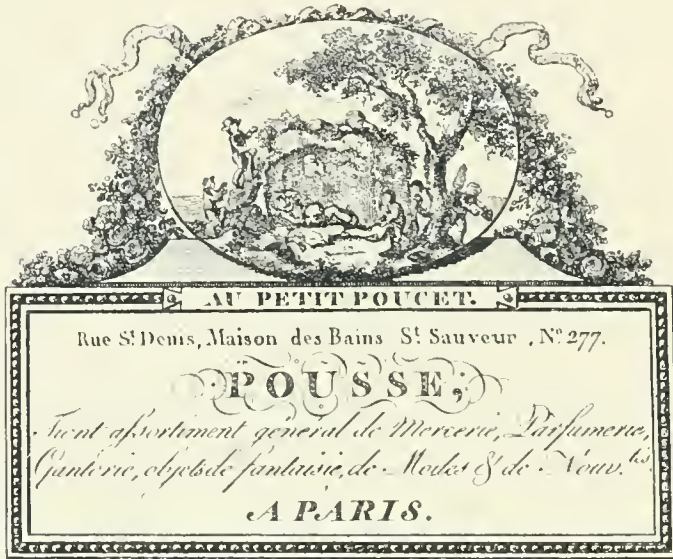 AU PETIT POUCET.
Rue St Denis, Maison des Bains St Sauveur, No 277.
POUSSE,
Tient assortiment géneral de Mercerie, Parfumerie,
Ganterie, objets de fantaisie, de Modes & de Nouv.tés
A PARIS.